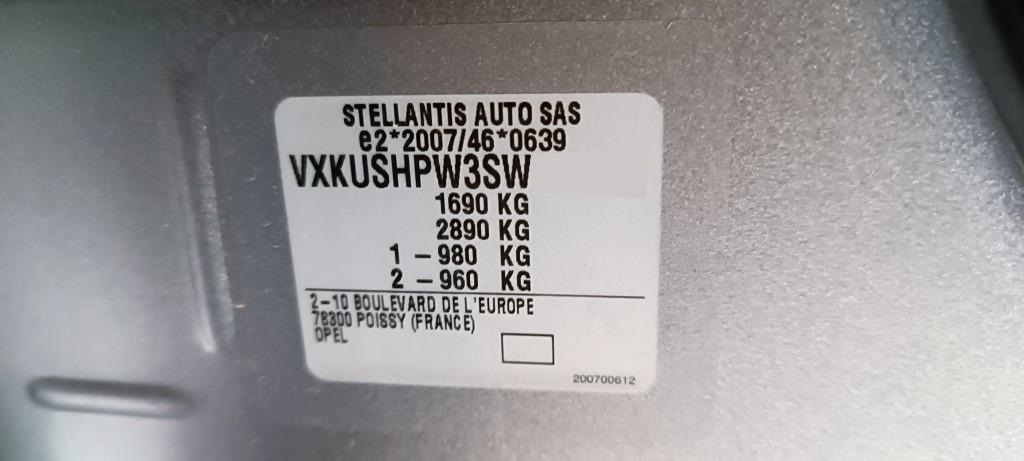 STELLANTIS AUTO SAS
e2*2007/46*0639
VXKUSHPW3SW
1690 KG
2890 KG
1 – 980 KG
2 – 960 KG
2–10 BOULEVARD DE L'EUROPE
78300 POISSY (FRANCE)
OPEL
200700612